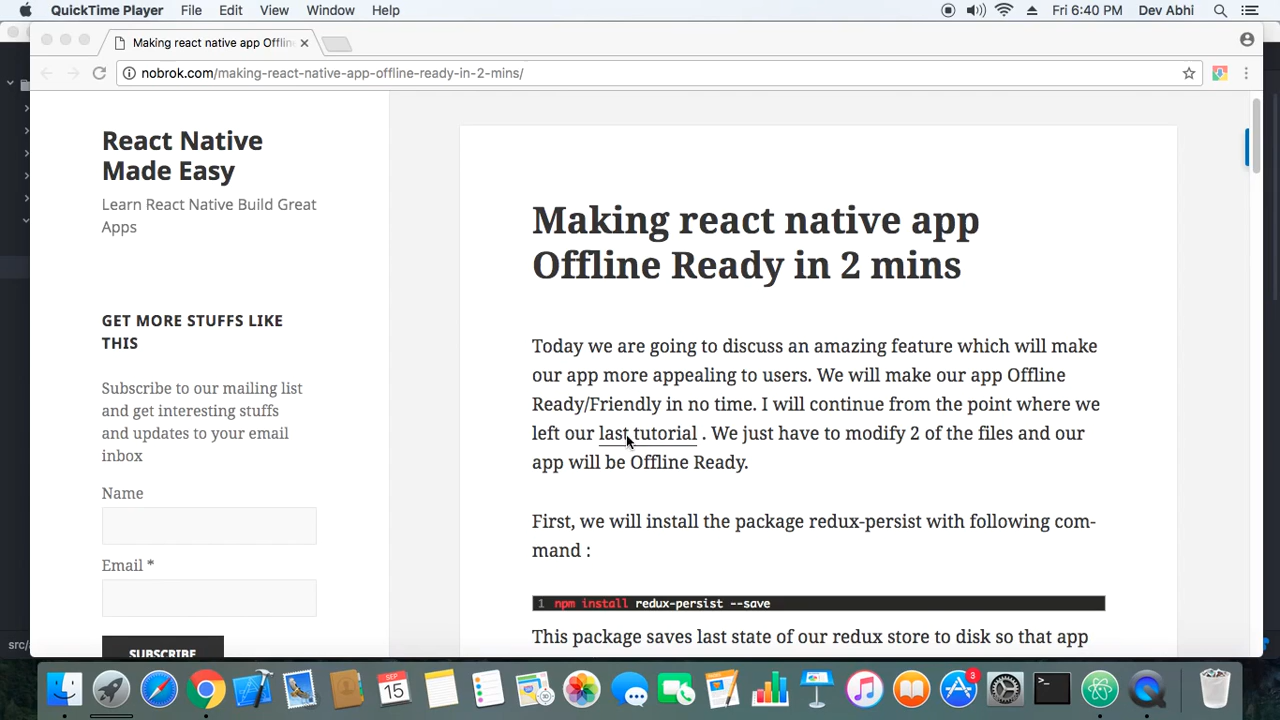 QuickTime Player File Edit View Window Help Fri 6:40 PM Dev Abhi
Making react native app Offlin
nobrok.com/making-react-native-app-offline-ready-in-2-mins/
React Native
Made Easy
Learn React Native Build Great
Apps
GET MORE STUFFS LIKE
THIS
Subscribe to our mailing list
and get interesting stuffs
and updates to your email
inbox
Name
Email *
SUBSCRIBE
Making react native app
Offline Ready in 2 mins
Today we are going to discuss an amazing feature which will make
our app more appealing to users. We will make our app Offline
Ready/Friendly in no time. I will continue from the point where we
left our last tutorial . We just have to modify 2 of the files and our
app will be Offline Ready.
First, we will install the package redux-persist with following com-
mand :
1 npm install redux-persist --save
This package saves last state of our redux store to disk so that app
src/
SEP
15
3